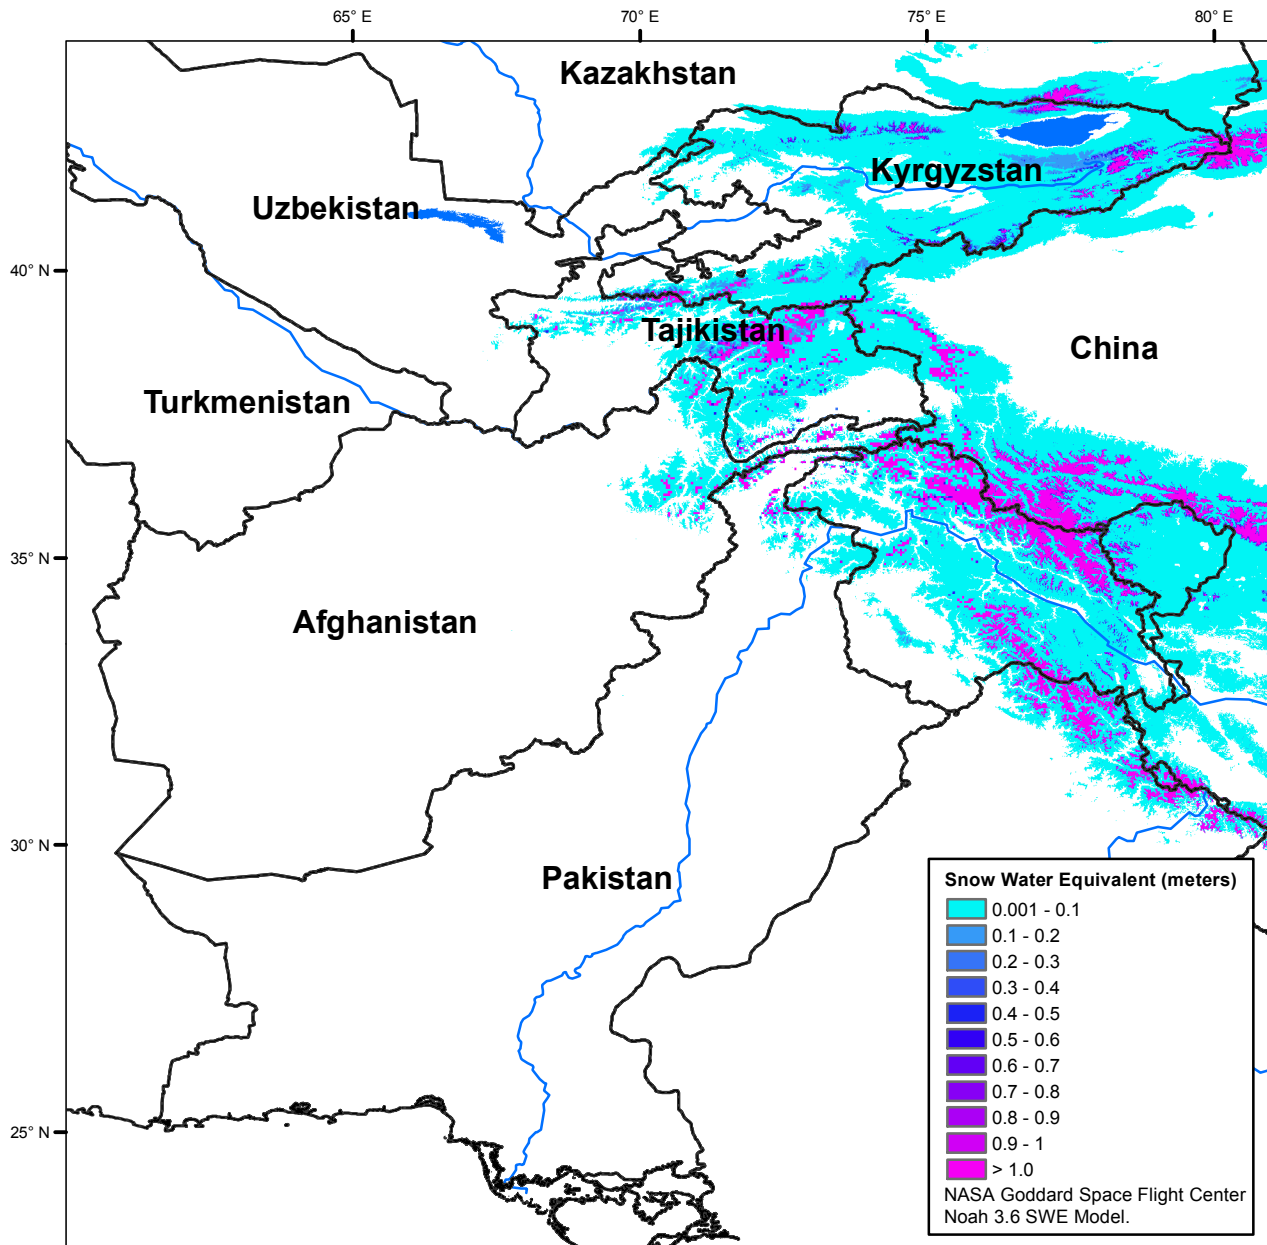 65° E
70° E
75° E
80° E
Kazakhstan
Kyrgyzstan
Uzbekistan
40° N
Tajikistan
China
Turkmenistan
35° N
Afghanistan
30° N
Pakistan
25° N
Snow Water Equivalent (meters)
0.001 - 0.1
0.1 - 0.2
0.2 - 0.3
0.3 - 0.4
0.4 - 0.5
0.5 - 0.6
0.6 - 0.7
0.7 - 0.8
0.8 - 0.9
0.9 - 1
> 1.0
NASA Goddard Space Flight Center
Noah 3.6 SWE Model.